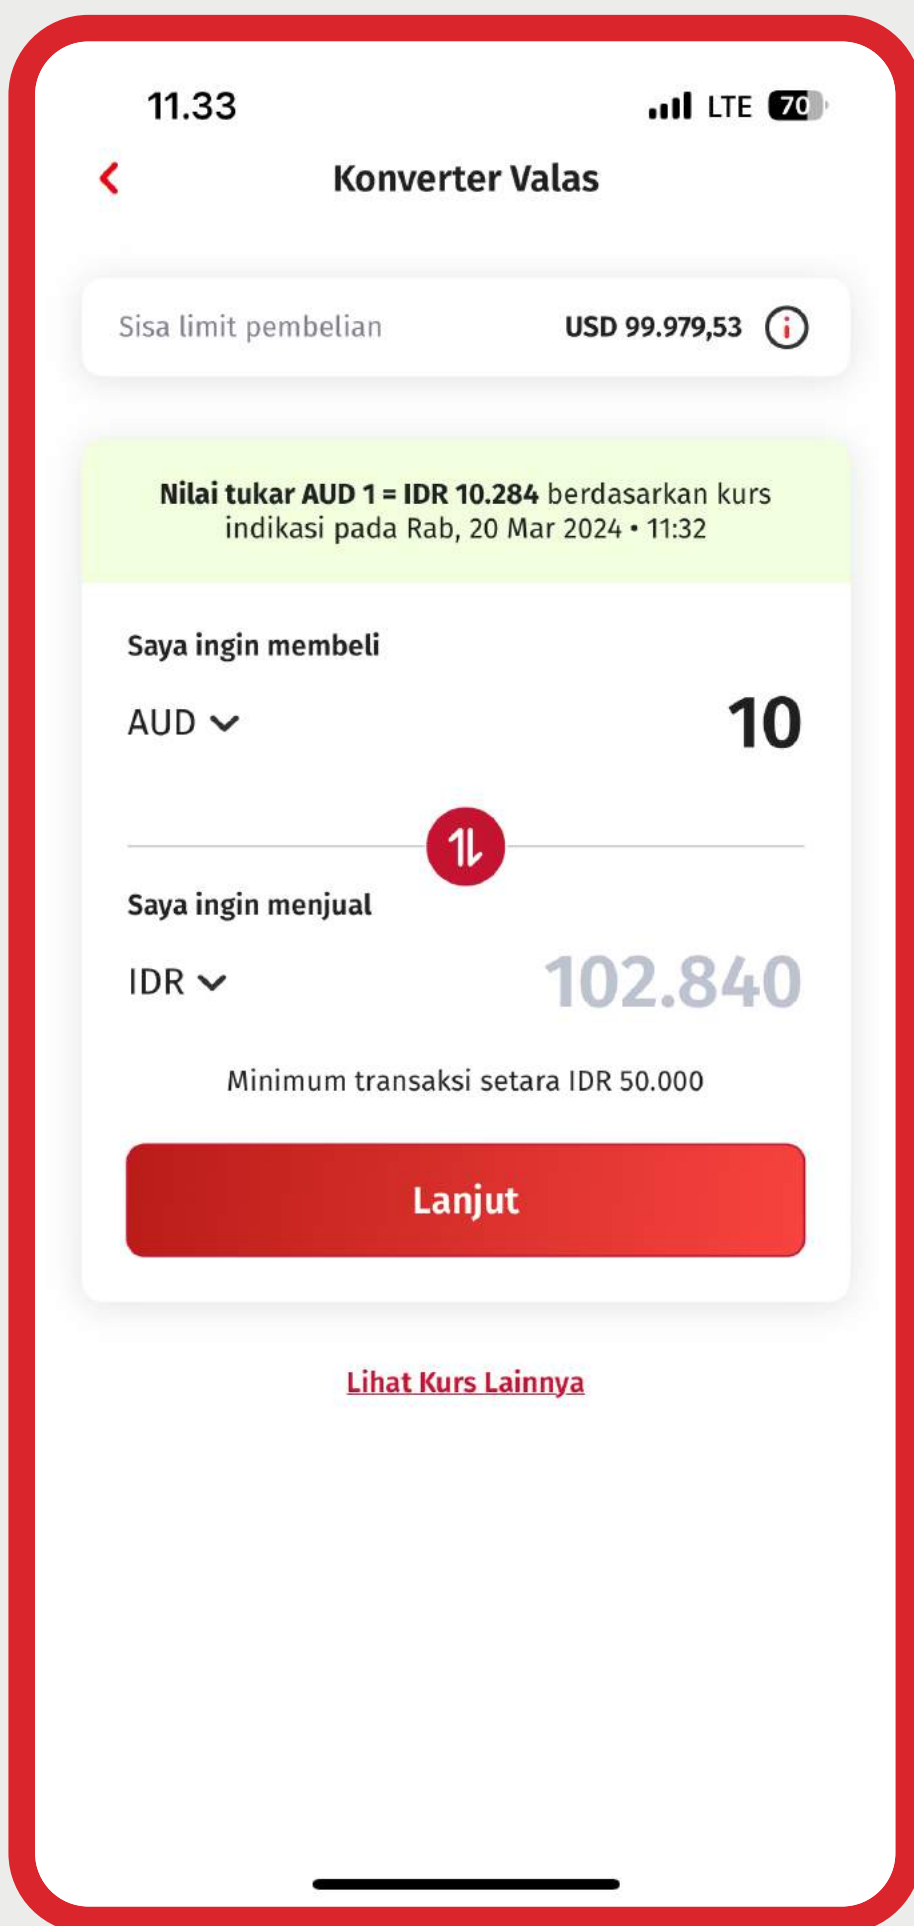 11.33
LTE 70
Konverter Valas
Sisa limit pembelian USD 99.979,53
Nilai tukar AUD 1 = IDR 10.284 berdasarkan kurs
indikasi pada Rab, 20 Mar 2024 • 11:32
Saya ingin membeli
AUD 10
Saya ingin menjual
IDR 102.840
Minimum transaksi setara IDR 50.000
Lanjut
Lihat Kurs Lainnya